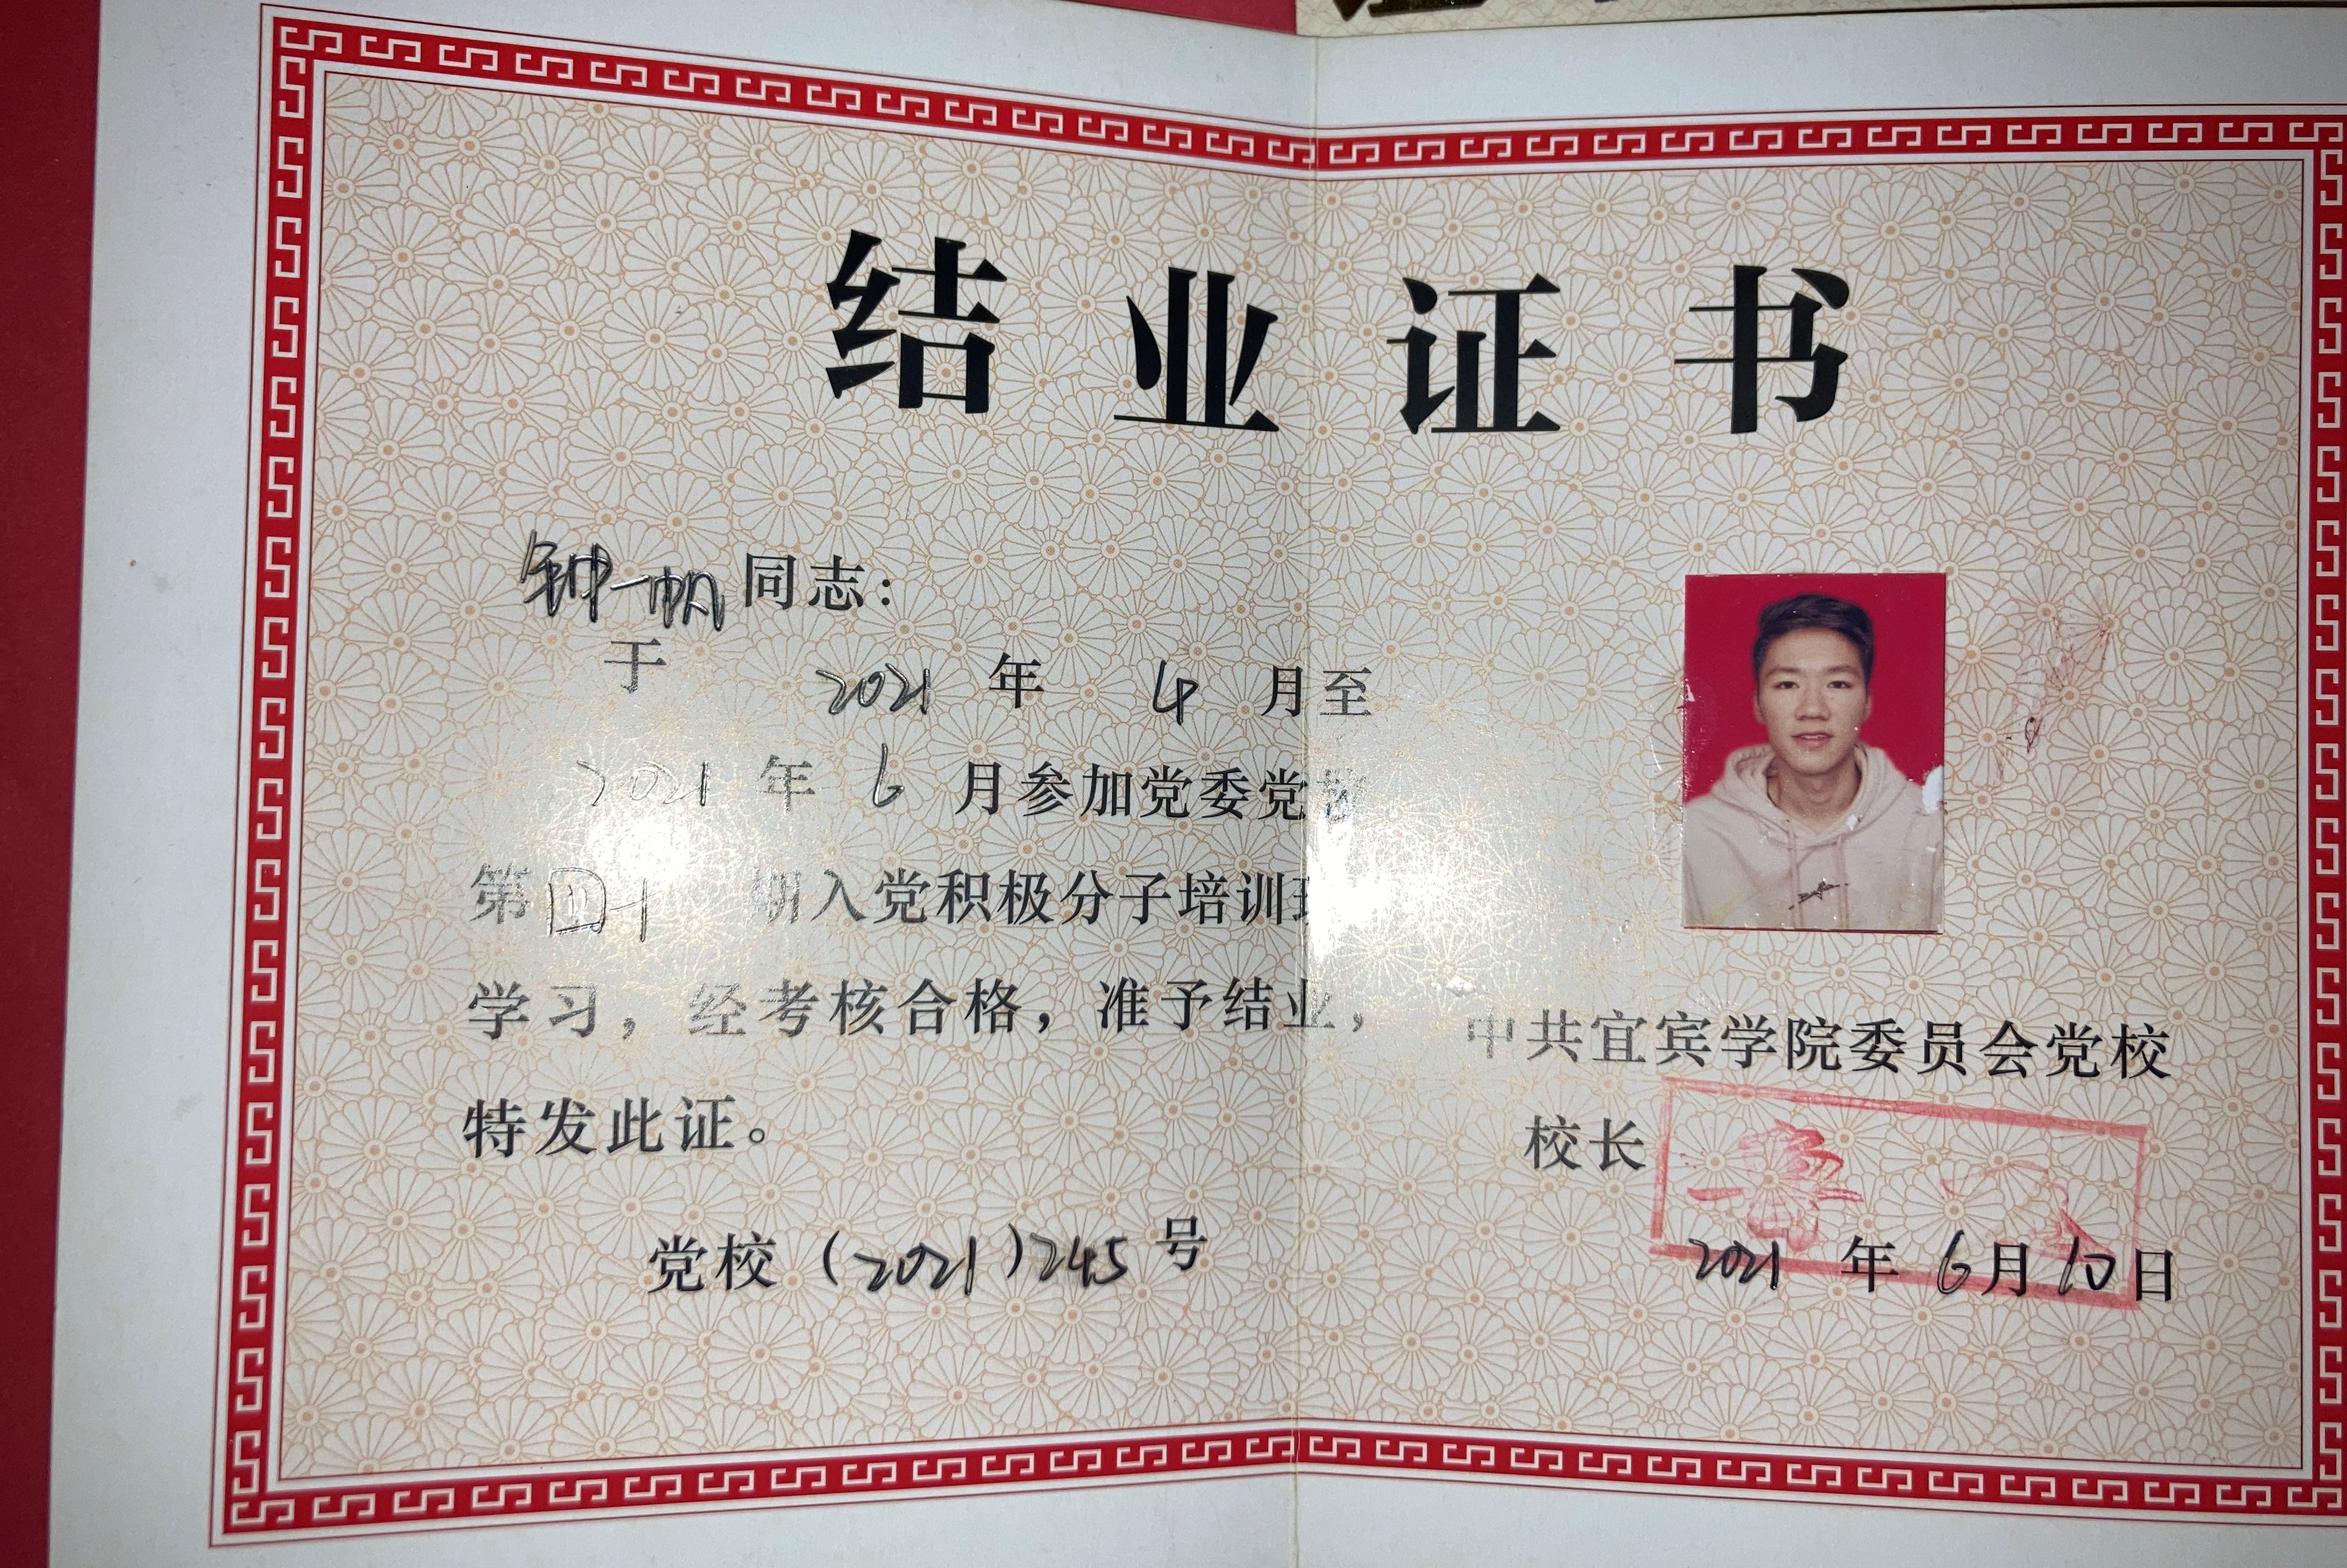 结业证书
钟一帆同志：
于 2021 年 4 月至
2021 年 6 月参加党委党校
第四十 期入党积极分子培训班
学习，经考核合格，准予结业，
特发此证。
党校（2021）245号
中共宜宾学院委员会党校
校长
2021 年 6月10日